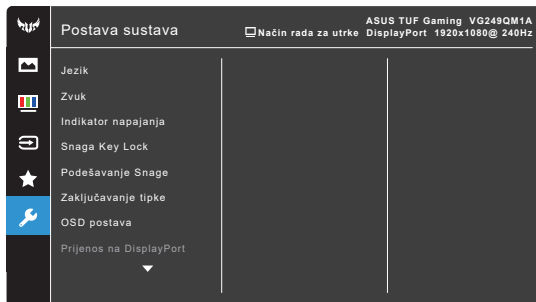 ASUS TUF Gaming VG249QM1A
Postava sustava
Način rada za utrke DisplayPort 1920x1080@ 240Hz
Jezik
Zvuk
Indikator napajanja
Snaga Key Lock
Podešavanje Snage
Zaključavanje tipke
OSD postava
Prijenos na DisplayPort